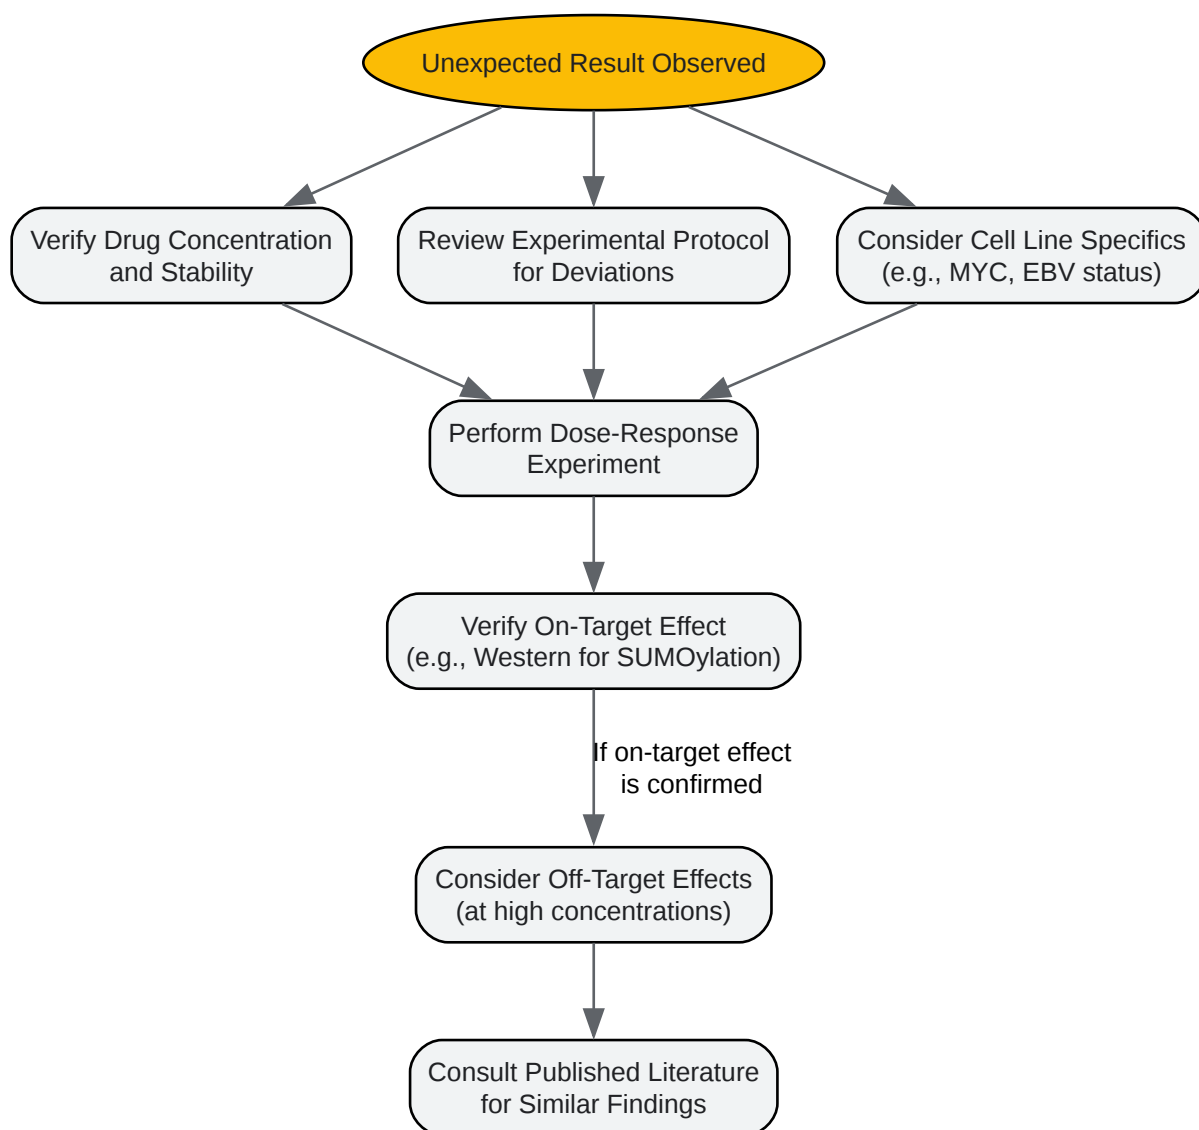 Unexpected Result Observed
Verify Drug Concentration
and Stability
Review Experimental Protocol
for Deviations
Consider Cell Line Specifics
(e.g., MYC, EBV status)
Perform Dose-Response
Experiment
Verify On-Target Effect
(e.g., Western for SUMOylation)
If on-target effect
is confirmed
Consider Off-Target Effects
(at high concentrations)
Consult Published Literature
for Similar Findings